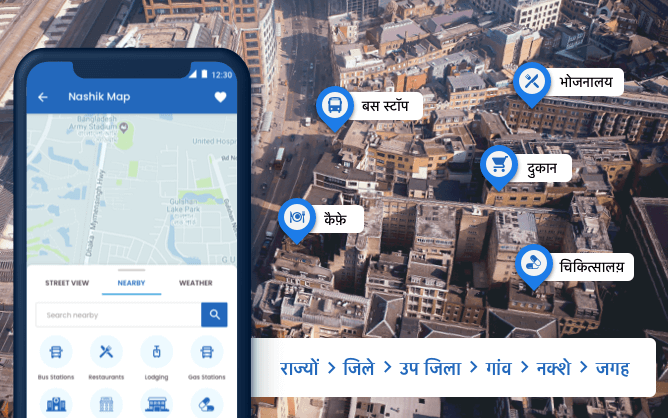 12:30
Nashik Map
Bangladesh
Army Stadium
United Hosp
Gulshan
Lake Park
Dhaka - Mymensingh Hwy
STREET VIEW NEARBY WEATHER
Search nearby
Bus Stations Restaurants Lodging Gas Stations
बस स्टॉप
भोजनालय
दुकान
कैफ़े
चिकित्सालय़
राज्यों > जिले > उप जिला > गांव > नक्शे > जगह